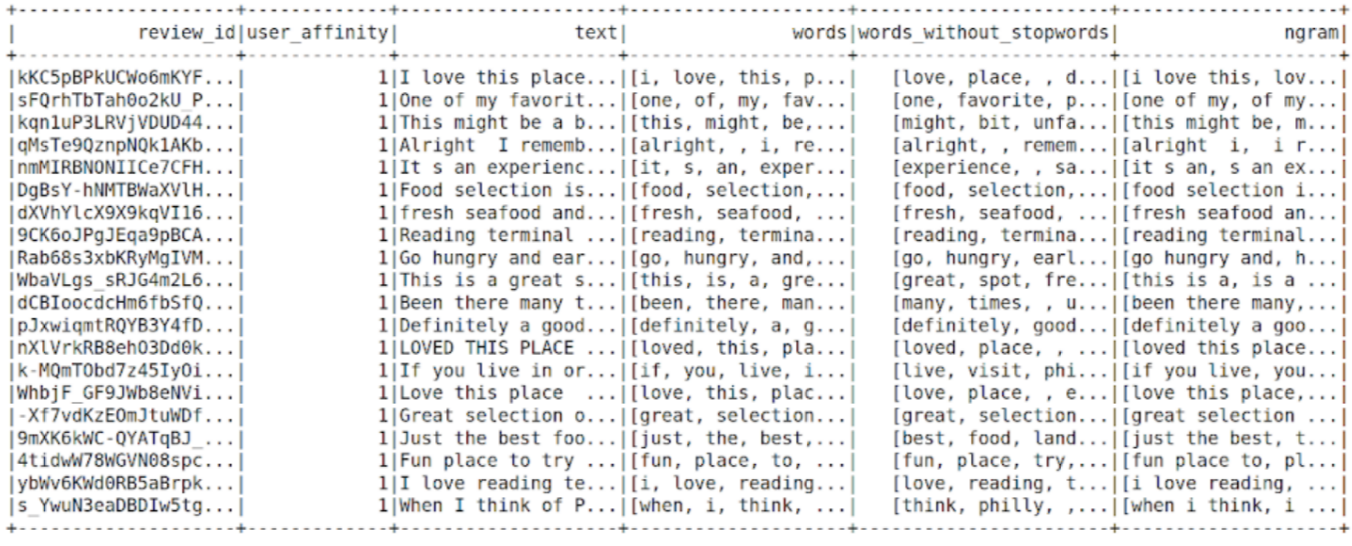 +--------------------+-------------+--------------------+--------------------+-----------------------+--------------------+
|           review_id|user_affinity|                text|               words|words_without_stopwords|               ngram|
+--------------------+-------------+--------------------+--------------------+-----------------------+--------------------+
|kKC5pBPkUCWo6mKYF...|            1|I love this place...|[i, love, this, p...|   [love, place, , d...|[i love this, lov...|
|sFQrhTbTah0o2kU_P...|            1|One of my favorit...|[one, of, my, fav...|   [one, favorite, p...|[one of my, of my...|
|kqn1uP3LRVjVDUD44...|            1|This might be a b...|[this, might, be,...|   [might, bit, unfa...|[this might be, m...|
|qMsTe9QznpNQk1AKb...|            1|Alright  I rememb...|[alright, , i, re...|   [alright, , remem...|[alright  i,  i r...|
|nmMIRBNONIICe7CFH...|            1|It s an experienc...|[it, s, an, exper...|   [experience, , sa...|[it s an, s an ex...|
|DgBsY-hNMTBWaXVlH...|            1|Food selection is...|[food, selection,...|   [food, selection,...|[food selection i...|
|dXVhYlcX9X9kqVI16...|            1|fresh seafood and...|[fresh, seafood, ...|   [fresh, seafood, ...|[fresh seafood an...|
|9CK6oJPgJEqa9pBCA...|            1|Reading terminal ...|[reading, termina...|   [reading, termina...|[reading terminal...|
|Rab68s3xbKRyMgIVM...|            1|Go hungry and ear...|[go, hungry, and,...|   [go, hungry, earl...|[go hungry and, h...|
|WbaVLgs_sRJG4m2L6...|            1|This is a great s...|[this, is, a, gre...|   [great, spot, fre...|[this is a, is a ...|
|dCBIoocdcHm6fbSfQ...|            1|Been there many t...|[been, there, man...|   [many, times, , u...|[been there many,...|
|pJxwiqmtRQYB3Y4fD...|            1|Definitely a good...|[definitely, a, g...|   [definitely, good...|[definitely a goo...|
|nXlVrkRB8ehO3Dd0k...|            1|LOVED THIS PLACE ...|[loved, this, pla...|   [loved, place, , ...|[loved this place...|
|k-MQmTObd7z45IyOi...|            1|If you live in or...|[if, you, live, i...|   [live, visit, phi...|[if you live, you...|
|WhbjF_GF9JWb8eNVi...|            1|Love this place  ...|[love, this, plac...|   [love, place, , e...|[love this place,...|
|-Xf7vdKzEOmJtuWDf...|            1|Great selection o...|[great, selection...|   [great, selection...|[great selection ...|
|9mXK6kWC-QYATqBJ_...|            1|Just the best foo...|[just, the, best,...|   [best, food, land...|[just the best, t...|
|4tidwW78WGVN08spc...|            1|Fun place to try ...|[fun, place, to, ...|   [fun, place, try,...|[fun place to, pl...|
|ybWv6KWd0RB5aBrpk...|            1|I love reading te...|[i, love, reading...|   [love, reading, t...|[i love reading, ...|
|s_YwuN3eaDBDIw5tg...|            1|When I think of P...|[when, i, think, ...|   [think, philly, ,...|[when i think, i ...|
+--------------------+-------------+--------------------+--------------------+-----------------------+--------------------+